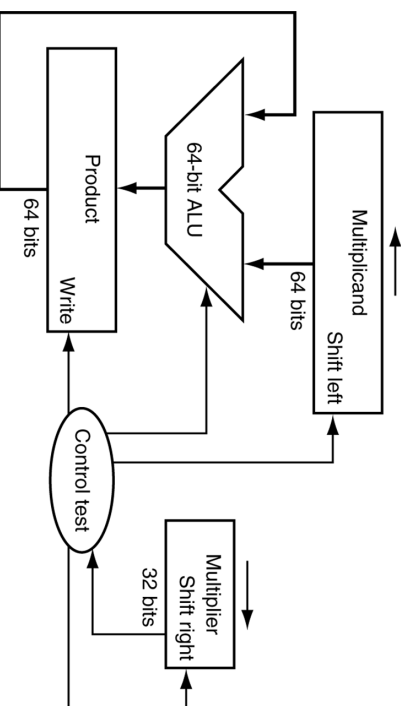 Multiplicand
Shift left
64 bits
64-bit ALU
Multiplier
Shift right
32 bits
Product
Write
64 bits
Control test